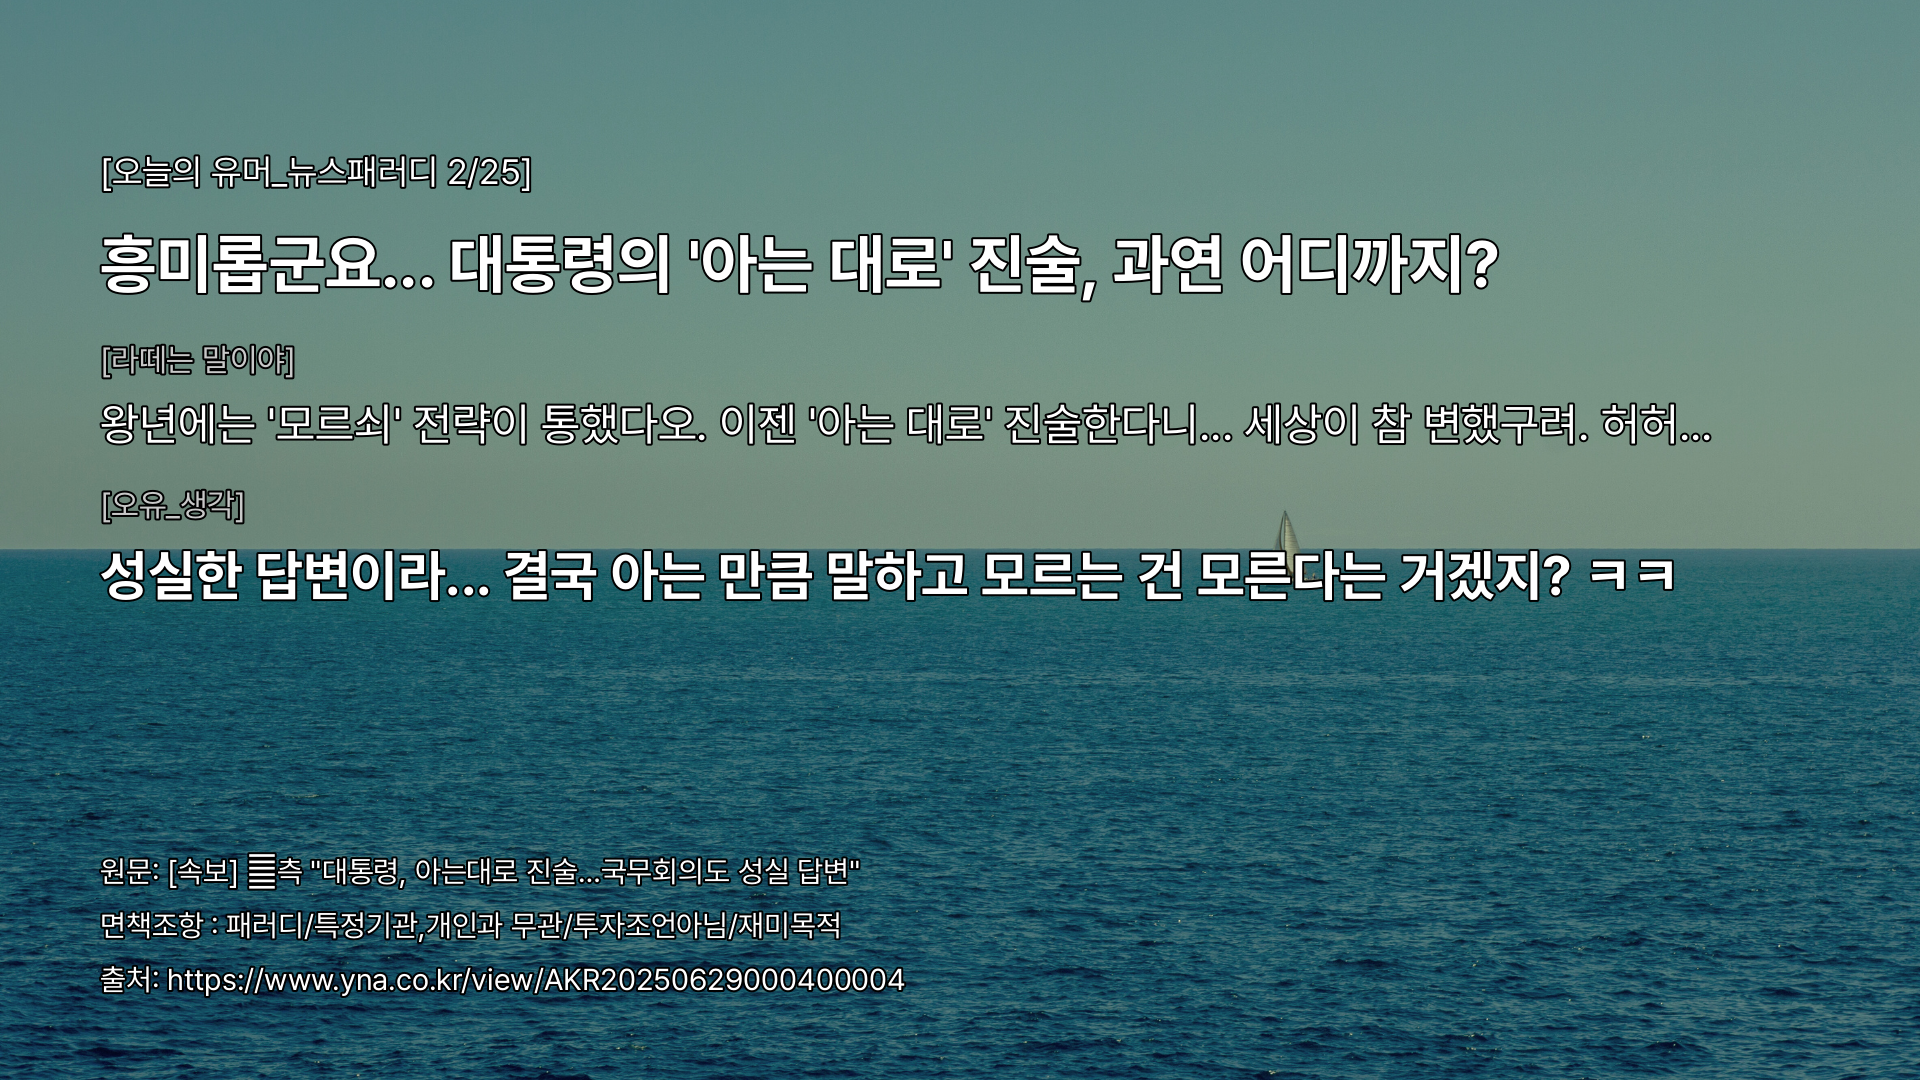 [오늘의 유머_뉴스패러디 2/25]
흥미롭군요... 대통령의 '아는 대로' 진술, 과연 어디까지?
[라떼는 말이야]
왕년에는 '모르쇠' 전략이 통했다오. 이젠 '아는 대로' 진술한다니... 세상이 참 변했구려. 허허...
[오유_생각]
성실한 답변이라... 결국 아는 만큼 말하고 모르는 건 모른다는 거겠지? ㅋㅋ
원문: [속보] 측 "대통령, 아는대로 진술...국무회의도 성실 답변"
면책조항 : 패러디/특정기관,개인과 무관/투자조언아님/재미목적
출처: https://www.yna.co.kr/view/AKR20250629000400004